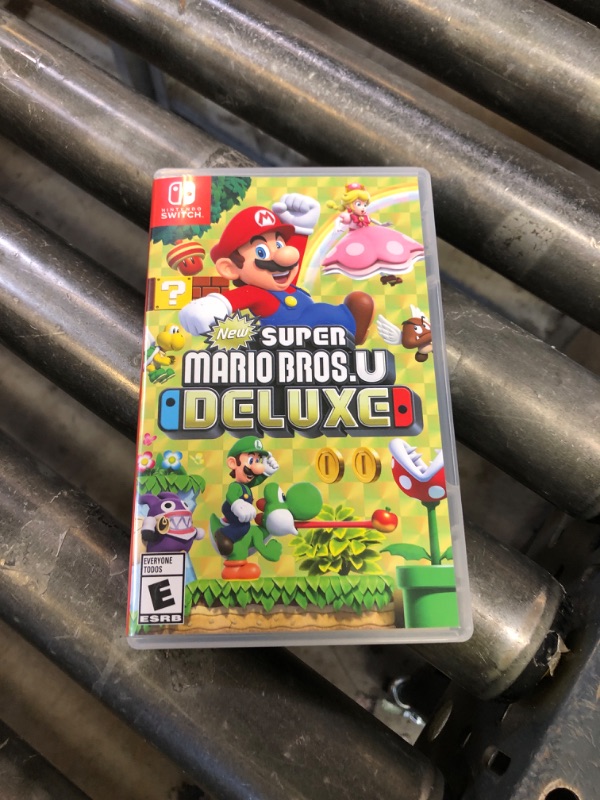 NINTENDO
SWITCH.
M
?
New SUPER
MARIO BROS.U
DELUXE
EVERYONE
TODOS
E
ESRB